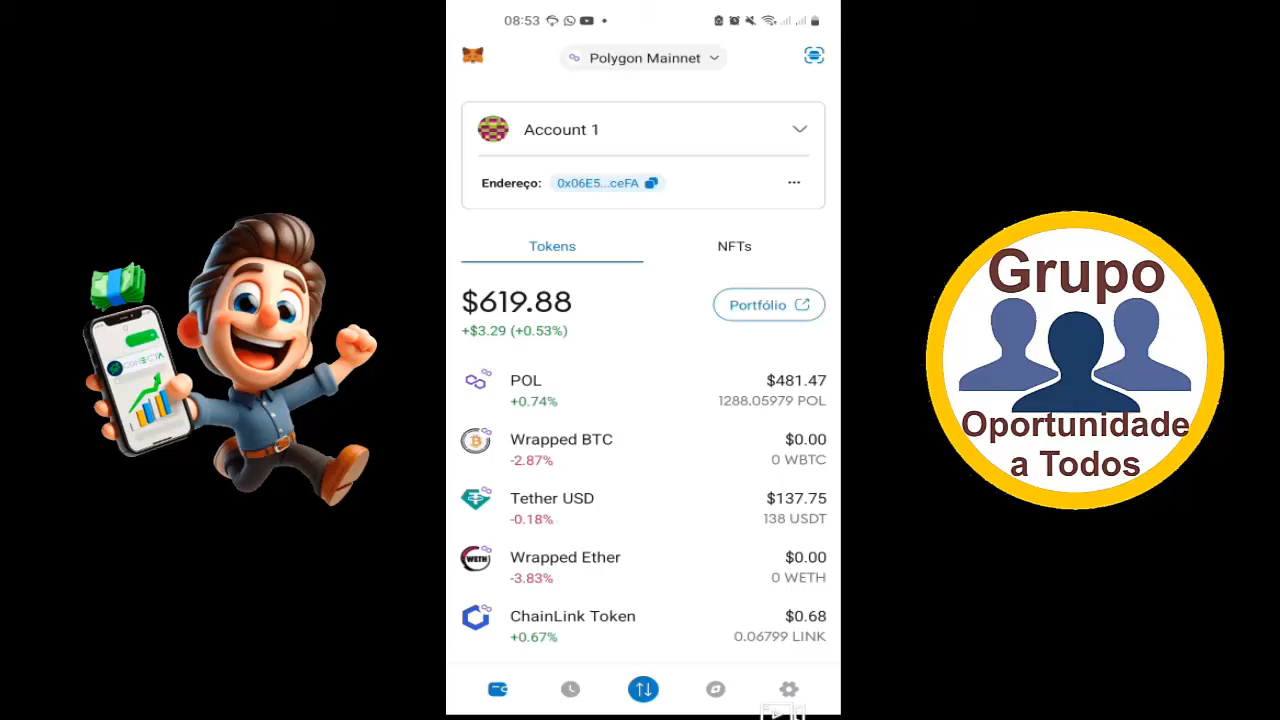 08:53
Polygon Mainnet
Account 1
Endereço: 0x06E5...ceFA
Tokens NFTs
$619.88
Portfólio
+$3.29 (+0.53%)
POL $481.47
+0.74% 1288.05979 POL
Wrapped BTC $0.00
-2.87% 0 WBTC
Tether USD $137.75
-0.18% 138 USDT
WETH
Wrapped Ether $0.00
-3.83% 0 WETH
ChainLink Token $0.68
+0.67% 0.06799 LINK
CONECTA
Grupo
Oportunidade
a Todos